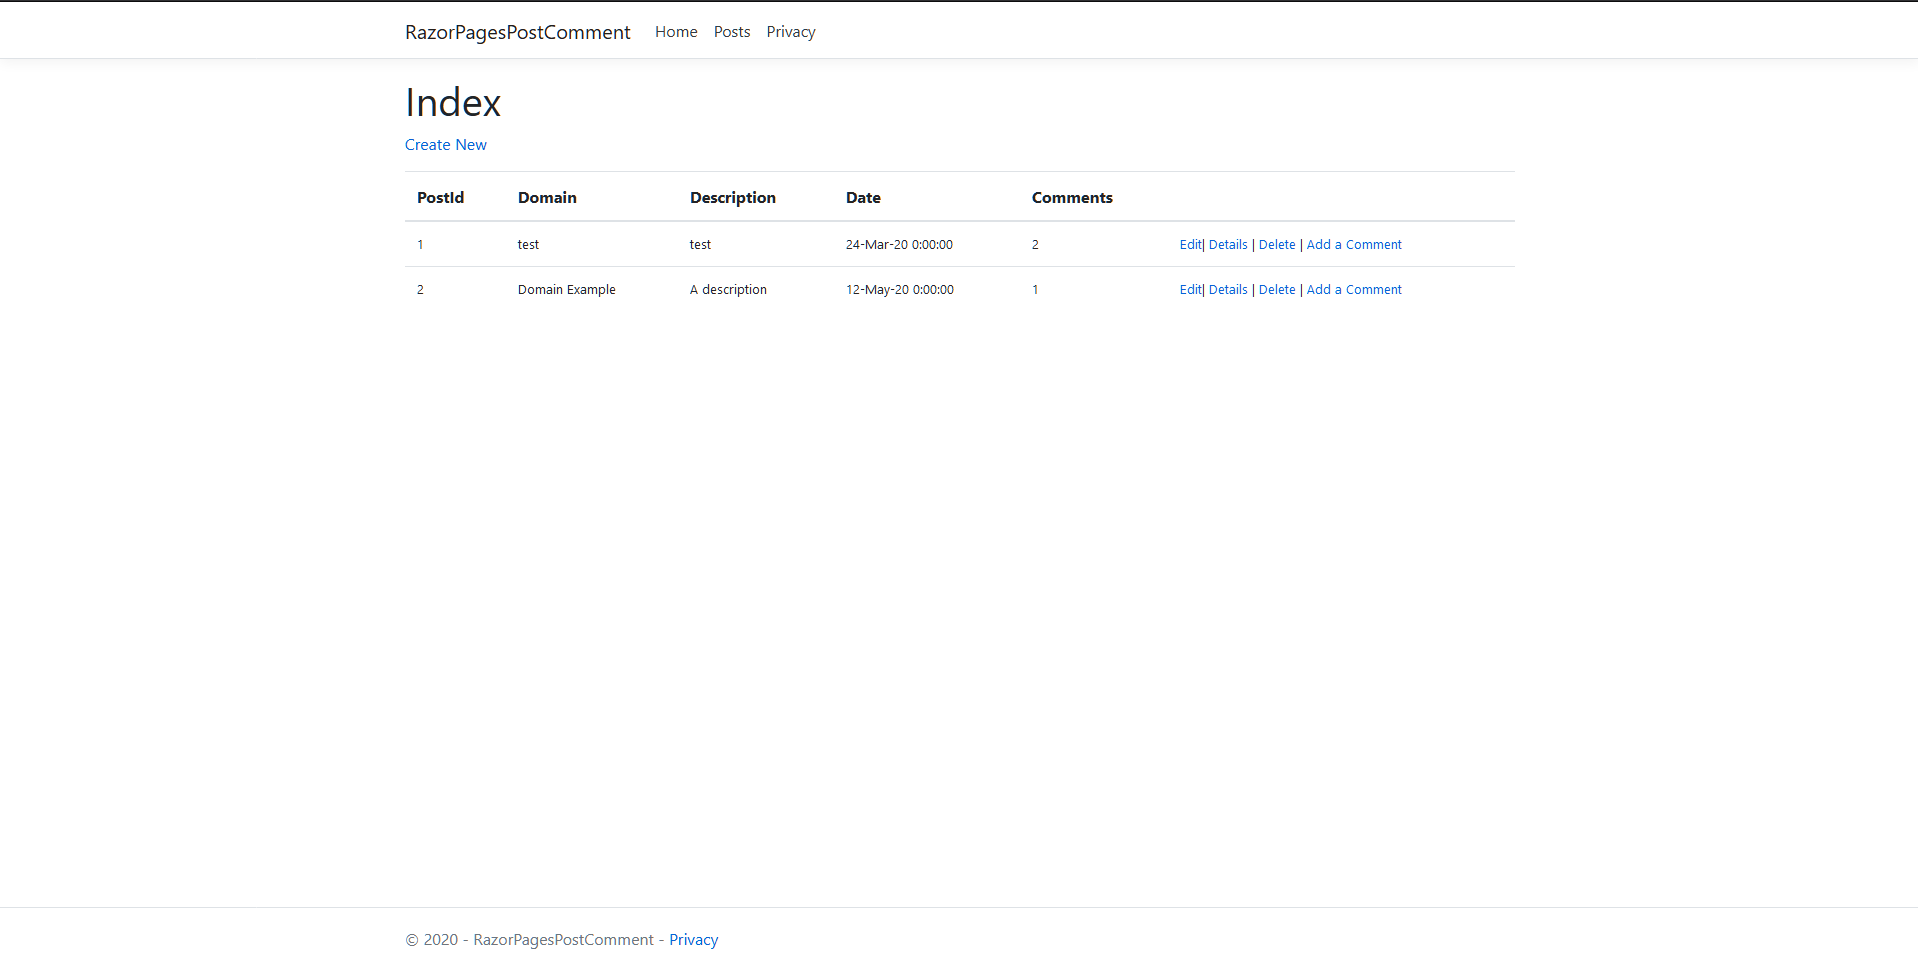 RazorPagesPostComment Home Posts Privacy
Index
Create New
PostId Domain Description Date Comments
1 test test 24-Mar-20 0:00:00 2 Edit| Details | Delete | Add a Comment
2 Domain Example A description 12-May-20 0:00:00 1 Edit| Details | Delete | Add a Comment
© 2020 - RazorPagesPostComment - Privacy